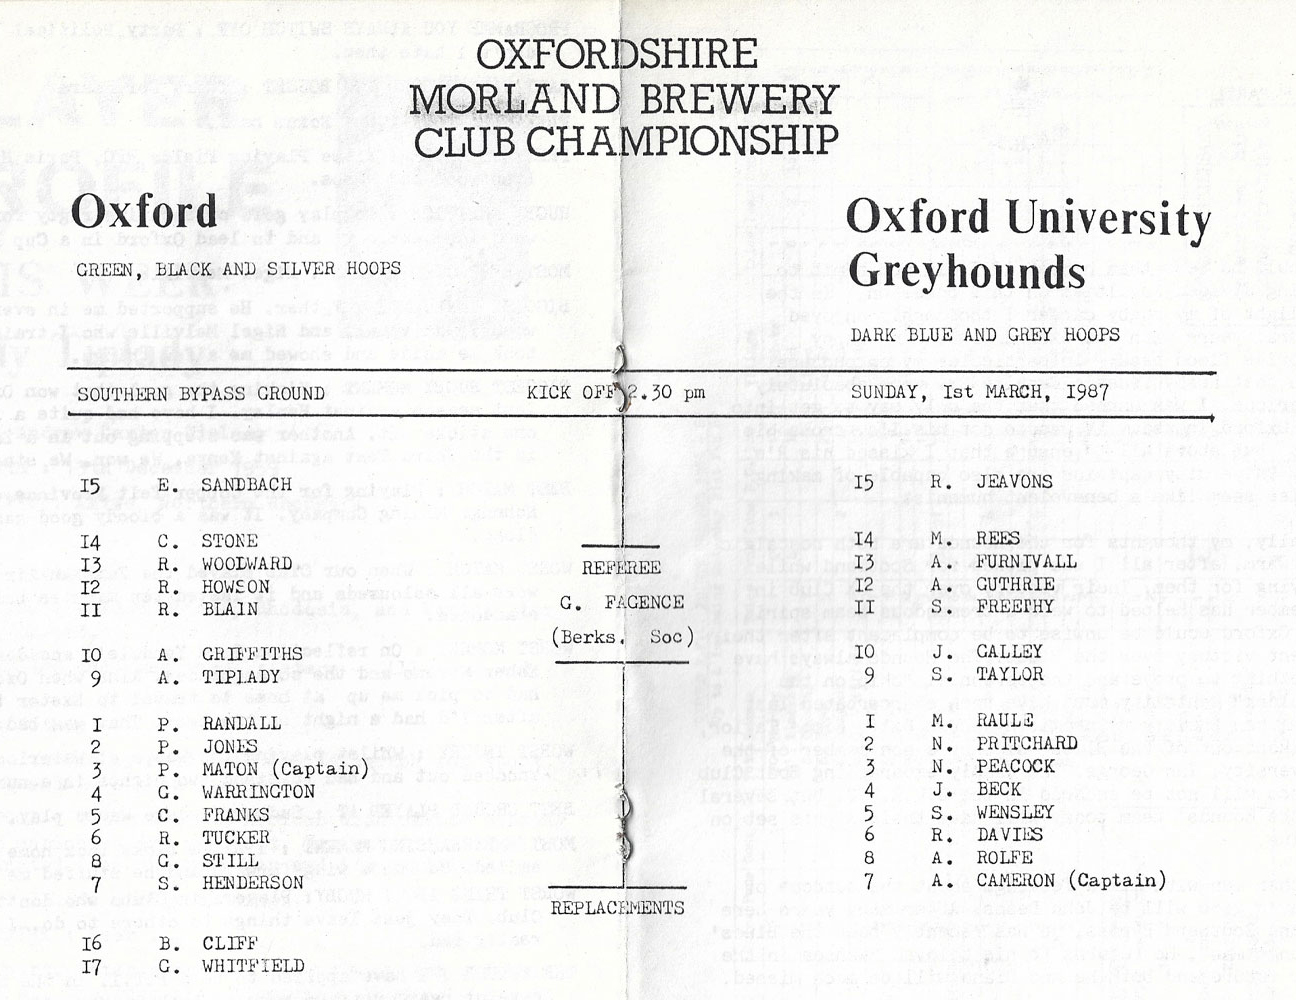 OXFORDSHIRE
MORLAND BREWERY
CLUB CHAMPIONSHIP
Oxford
GREEN, BLACK AND SILVER HOOPS
Oxford University
Greyhounds
DARK BLUE AND GREY HOOPS
SOUTHERN BYPASS GROUND KICK OFF 2.30 pm SUNDAY, 1st MARCH, 1987
15 E. SANDBACH
14 C. STONE
13 R. WOODWARD
12 R. TOWSON
11 R. BLAIN
10 A. GRIFFITHS
9 A. TIPLADY
1 P. RANDALL
2 P. JONES
3 P. MATON (Captain)
4 G. WARRINGTON
5 C. FRANKS
6 R. TUCKER
8 G. STILL
7 S. HENDERSON
16 B. CLIFF
17 G. WHITFIELD
REFEREE
G. FAGENCE
(Berks. Soc)
REPLACEMENTS
15 R. JEAVONS
14 M. REES
13 A. FURNIVALL
12 A. GUTHRIE
11 S. FREEPHY
10 J. CALLEY
9 S. TAYLOR
1 M. RAULE
2 N. PRITCHARD
3 N. PEACOCK
4 J. BECK
5 S. WENSLEY
6 R. DAVIES
8 A. ROLFE
7 A. CAMERON (Captain)